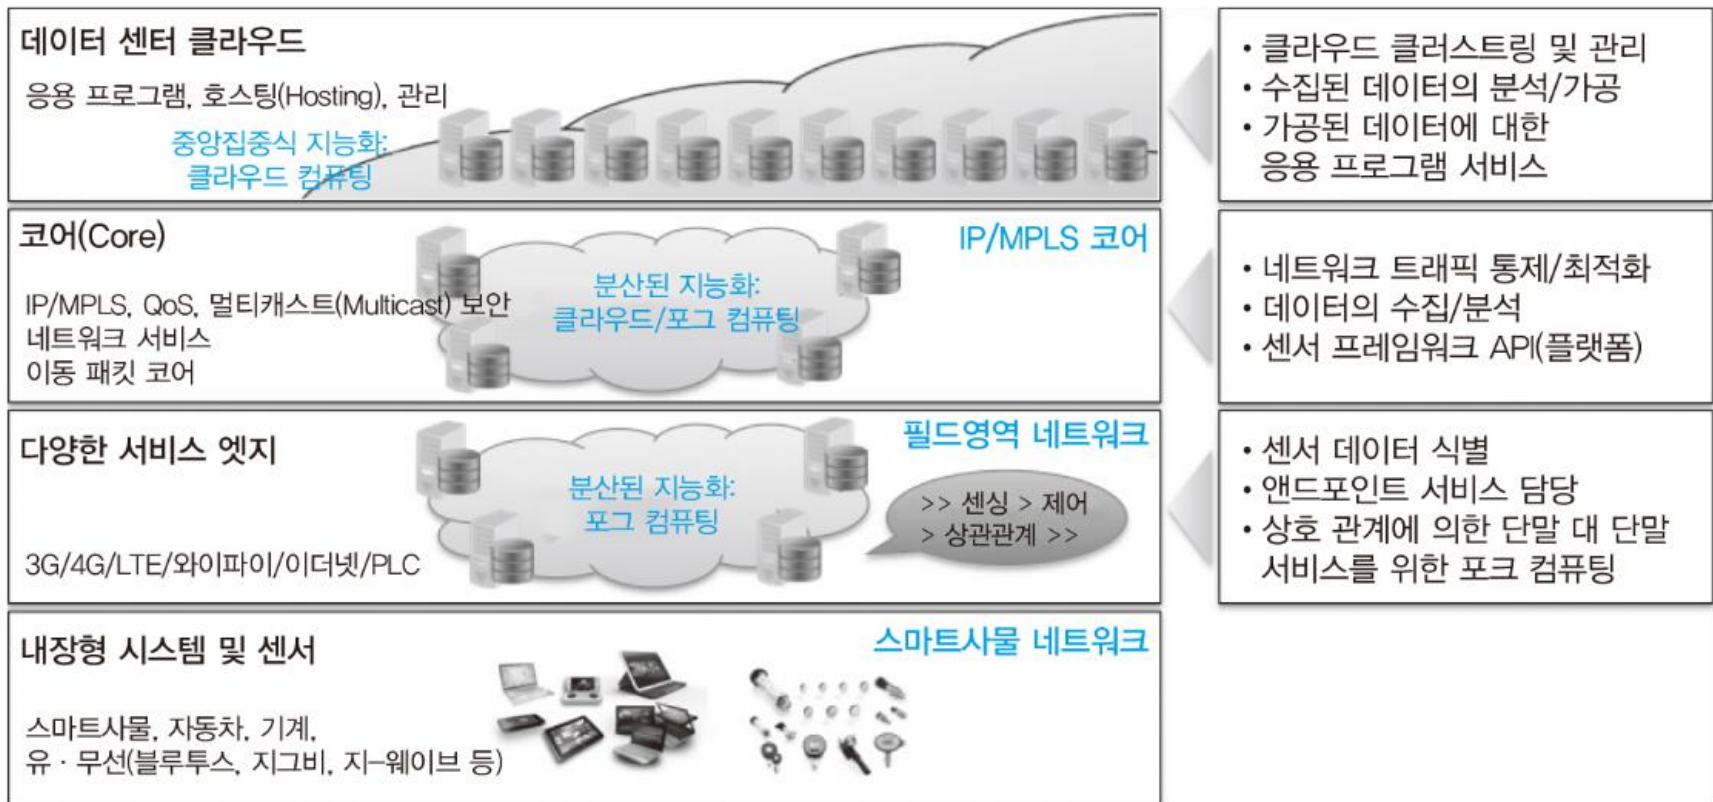 데이터 센터 클라우드
응용 프로그램, 호스팅(Hosting), 관리
중앙집중식 지능화:
클라우드 컴퓨팅
• 클라우드 클러스트링 및 관리
• 수집된 데이터의 분석/가공
• 가공된 데이터에 대한
응용 프로그램 서비스
코어(Core)
IP/MPLS 코어
IP/MPLS, QoS, 멀티캐스트(Multicast) 보안
네트워크 서비스
이동 패킷 코어
분산된 지능화:
클라우드/포그 컴퓨팅
• 네트워크 트래픽 통제/최적화
• 데이터의 수집/분석
• 센서 프레임워크 API(플랫폼)
다양한 서비스 엣지
필드영역 네트워크
분산된 지능화:
포그 컴퓨팅
>> 센싱 > 제어
> 상관관계 >>
3G/4G/LTE/와이파이/이더넷/PLC
• 센서 데이터 식별
• 앤드포인트 서비스 담당
• 상호 관계에 의한 단말 대 단말
서비스를 위한 포크 컴퓨팅
내장형 시스템 및 센서
스마트사물 네트워크
스마트사물, 자동차, 기계,
유·무선(블루투스, 지그비, 지-웨이브 등)